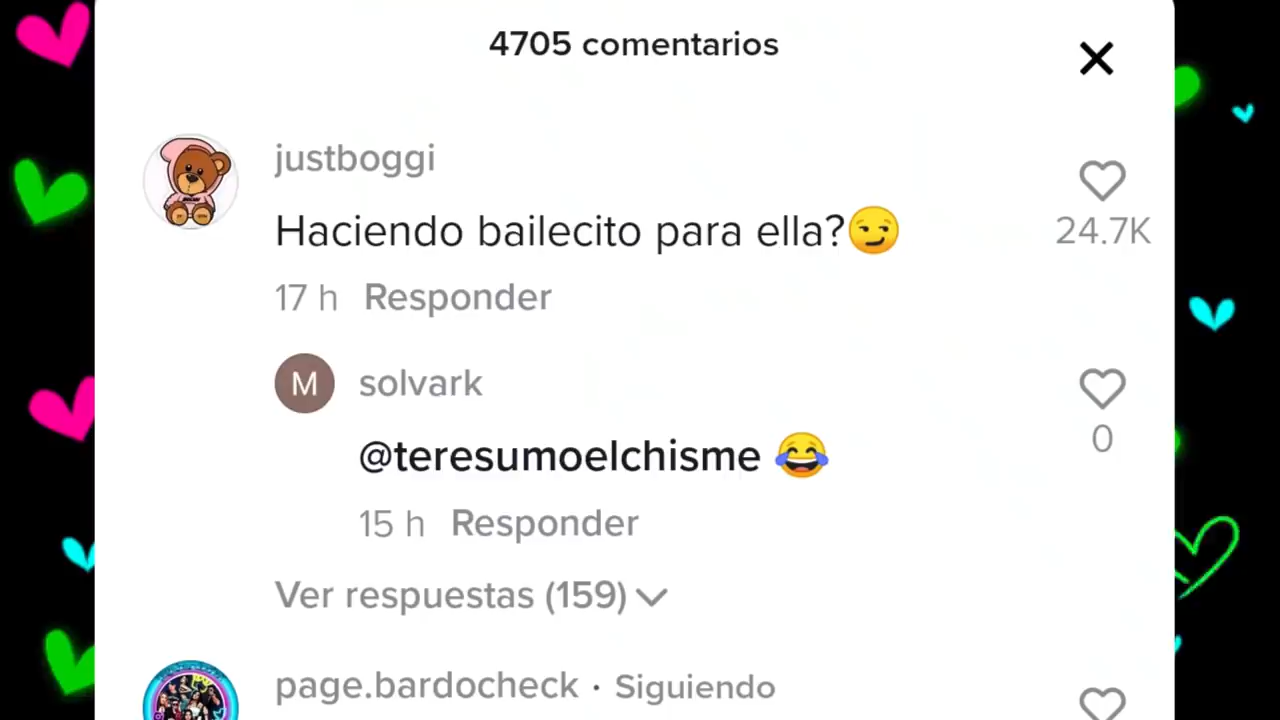 4705 comentarios
justboggi
Haciendo bailecito para ella?😏
24.7K
17 h Responder
M
solvark
@teresumoelchisme 😂
0
15 h Responder
Ver respuestas (159)
page.bardocheck · Siguiendo